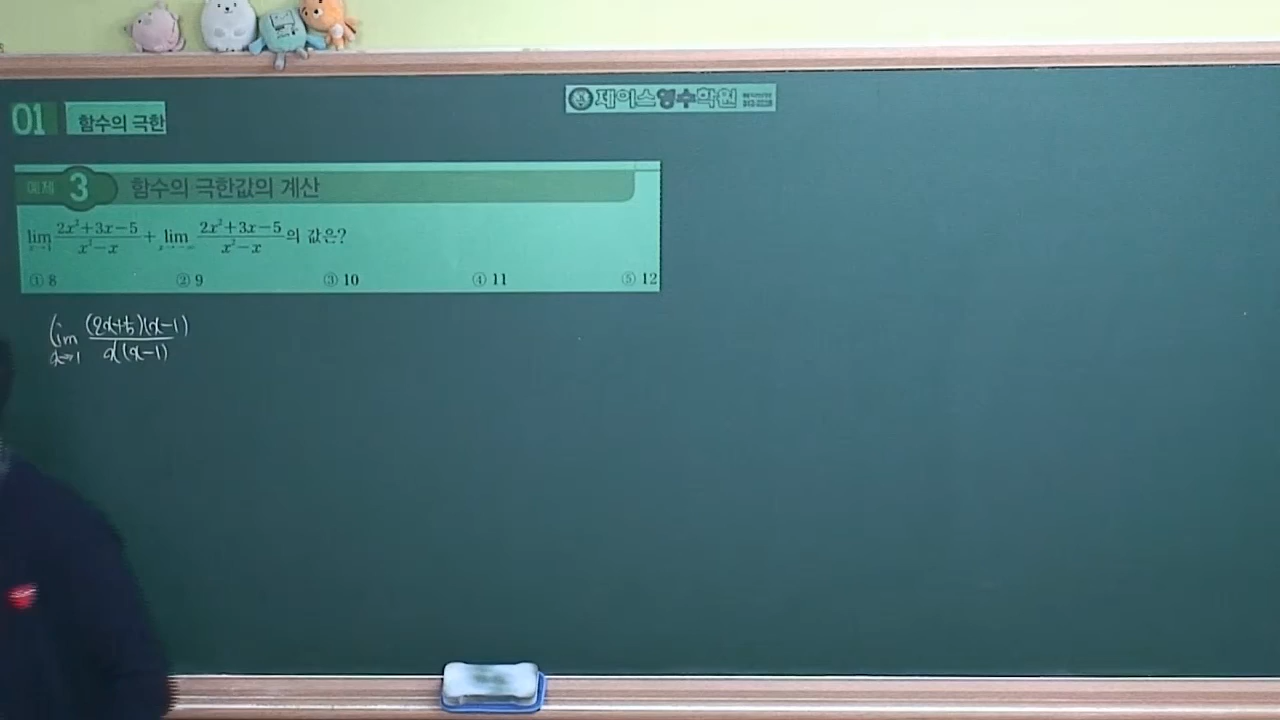 제이스영수학원
01 함수의 극한
예제 3 함수의 극한값의 계산
lim x→1 (2x²+3x−5)/(x²−x) + lim x→−∞ (2x²+3x−5)/(x²−x) 의 값은?
① 8 ② 9 ③ 10 ④ 11 ⑤ 12
lim x→1 (2x+5)(x−1)/x(x−1)